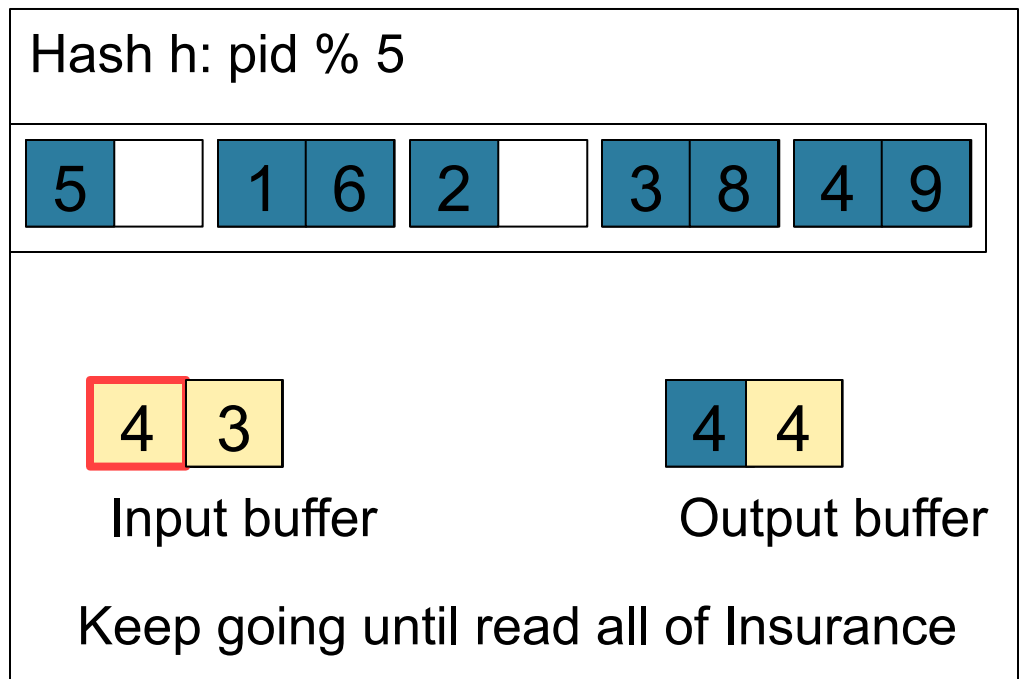 Hash h: pid % 5
5 1 6 2 3 8 4 9
4 3 4 4
Input buffer Output buffer
Keep going until read all of Insurance